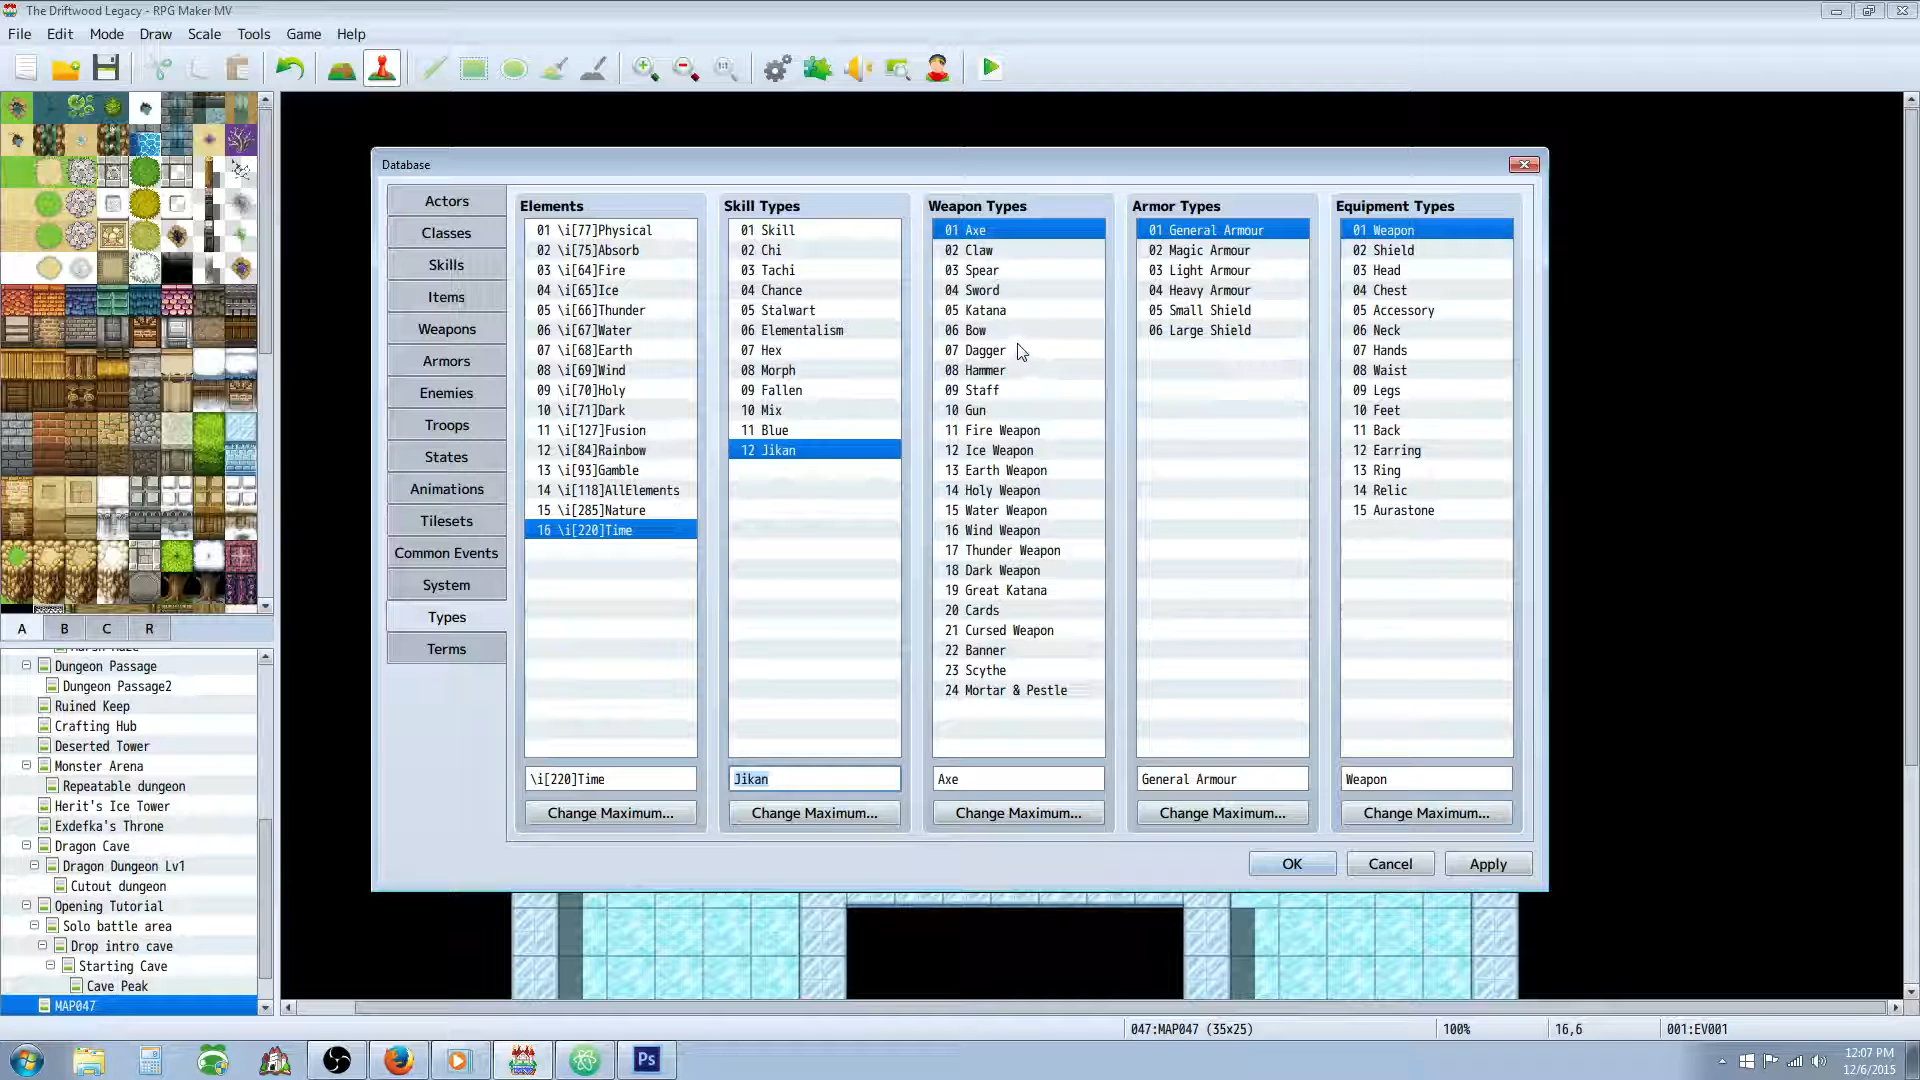 The Driftwood Legacy - RPG Maker MV
File Edit Mode Draw Scale Tools Game Help
Database
Actors
Classes
Skills
Items
Weapons
Armors
Enemies
Troops
States
Animations
Tilesets
Common Events
System
Types
Terms
Elements
01 \i[77]Physical
02 \i[75]Absorb
03 \i[64]Fire
04 \i[65]Ice
05 \i[66]Thunder
06 \i[67]Water
07 \i[68]Earth
08 \i[69]Wind
09 \i[70]Holy
10 \i[71]Dark
11 \i[127]Fusion
12 \i[84]Rainbow
13 \i[93]Gamble
14 \i[118]AllElements
15 \i[285]Nature
16 \i[220]Time
\i[220]Time
Change Maximum...
Skill Types
01 Skill
02 Chi
03 Tachi
04 Chance
05 Stalwart
06 Elementalism
07 Hex
08 Morph
09 Fallen
10 Mix
11 Blue
12 Jikan
Jikan
Change Maximum...
Weapon Types
01 Axe
02 Claw
03 Spear
04 Sword
05 Katana
06 Bow
07 Dagger
08 Hammer
09 Staff
10 Gun
11 Fire Weapon
12 Ice Weapon
13 Earth Weapon
14 Holy Weapon
15 Water Weapon
16 Wind Weapon
17 Thunder Weapon
18 Dark Weapon
19 Great Katana
20 Cards
21 Cursed Weapon
22 Banner
23 Scythe
24 Mortar & Pestle
Axe
Change Maximum...
Armor Types
01 General Armour
02 Magic Armour
03 Light Armour
04 Heavy Armour
05 Small Shield
06 Large Shield
General Armour
Change Maximum...
Equipment Types
01 Weapon
02 Shield
03 Head
04 Chest
05 Accessory
06 Neck
07 Hands
08 Waist
09 Legs
10 Feet
11 Back
12 Earring
13 Ring
14 Relic
15 Aurastone
Weapon
Change Maximum...
OK Cancel Apply
A B C R
Dungeon Passage
Dungeon Passage2
Ruined Keep
Crafting Hub
Deserted Tower
Monster Arena
Repeatable dungeon
Herit's Ice Tower
Exdefka's Throne
Dragon Cave
Dragon Dungeon Lv1
Cutout dungeon
Opening Tutorial
Solo battle area
Drop intro cave
Starting Cave
Cave Peak
MAP047
047:MAP047 (35x25) 100% 16,6 001:EV001
Ps
12:07 PM
12/6/2015